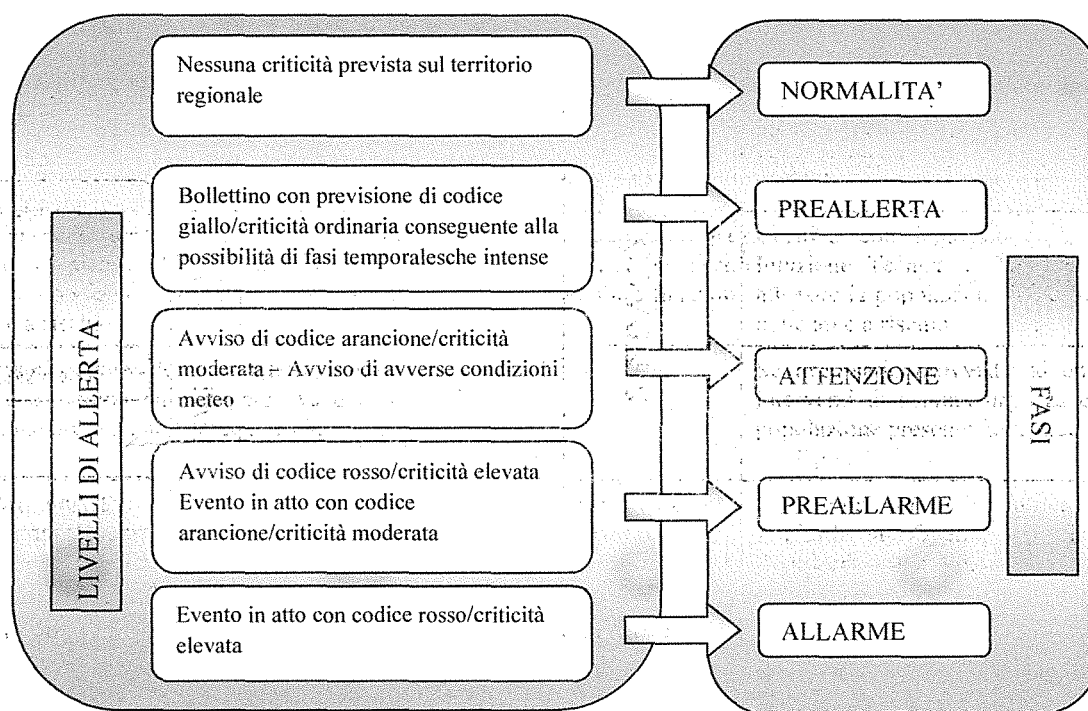 LIVELLI DI ALLERTA
Nessuna criticità prevista sul territorio
regionale
NORMALITA’
Bollettino con previsione di codice
giallo/criticità ordinaria conseguente alla
possibilità di fasi temporalesche intense
PREALLERTA
Avviso di codice arancione/criticità
moderata – Avviso di avverse condizioni
meteo
ATTENZIONE
Avviso di codice rosso/criticità elevata
Evento in atto con codice
arancione/criticità moderata
PREALLARME
Evento in atto con codice rosso/criticità
elevata
ALLARME
FASI